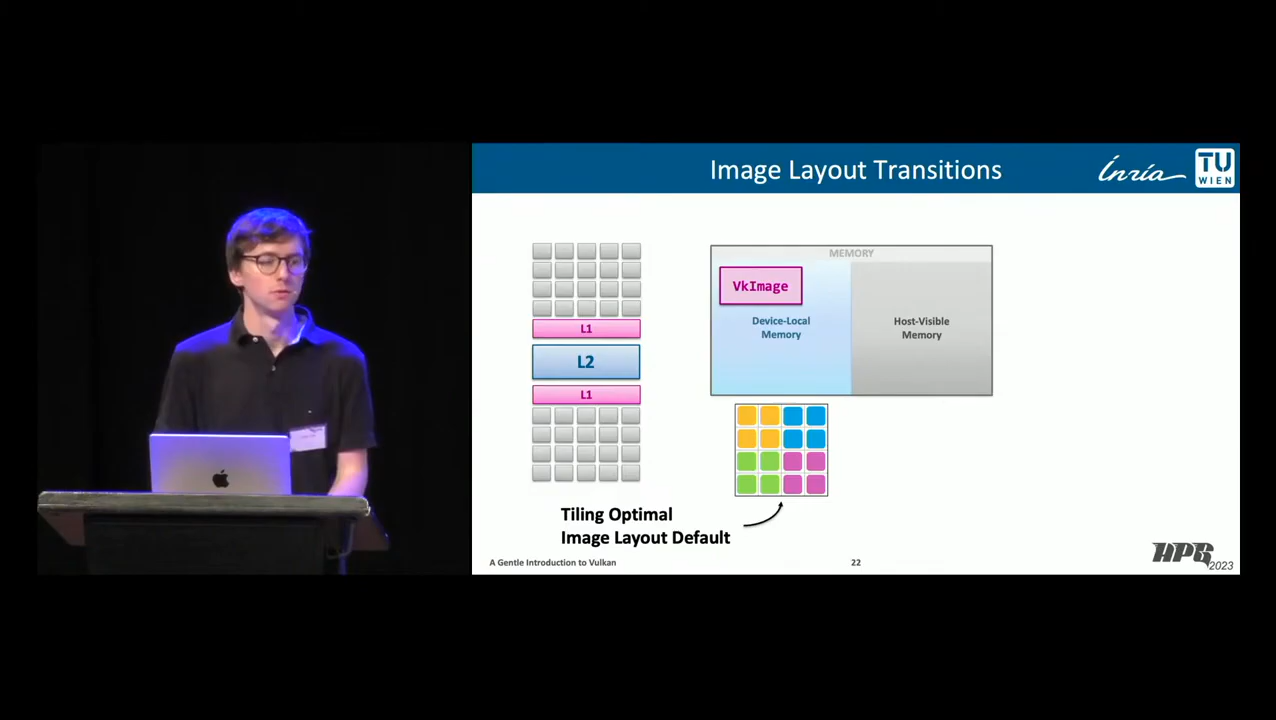 Image Layout Transitions
Inria
TU
WIEN
MEMORY
VkImage
Device-Local
Memory
Host-Visible
Memory
L1
L2
L1
Tiling Optimal
Image Layout Default
A Gentle Introduction to Vulkan
22
HPG
2023